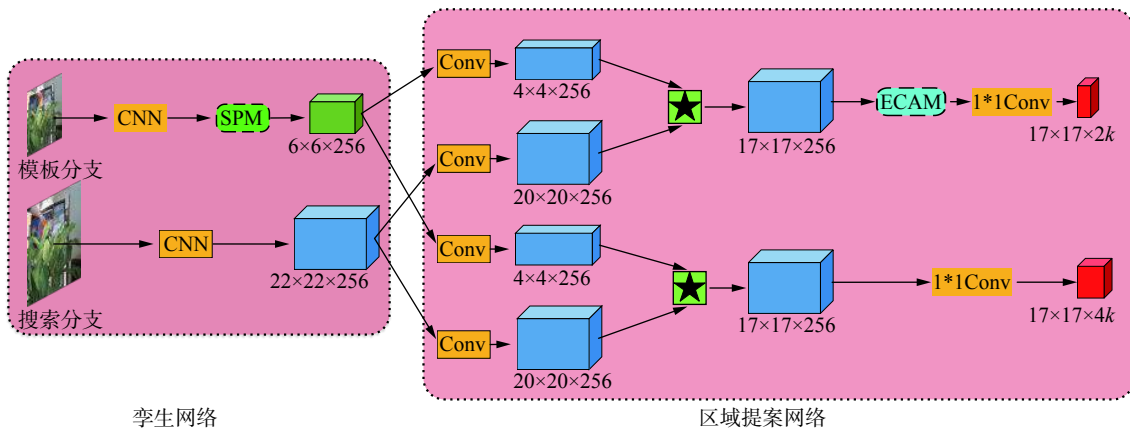 CNN
SPM
6×6×256
模板分支
CNN
22×22×256
搜索分支
孪生网络
Conv
4×4×256
Conv
20×20×256
17×17×256
ECAM
1*1Conv
17×17×2k
Conv
4×4×256
Conv
20×20×256
17×17×256
1*1Conv
17×17×4k
区域提案网络